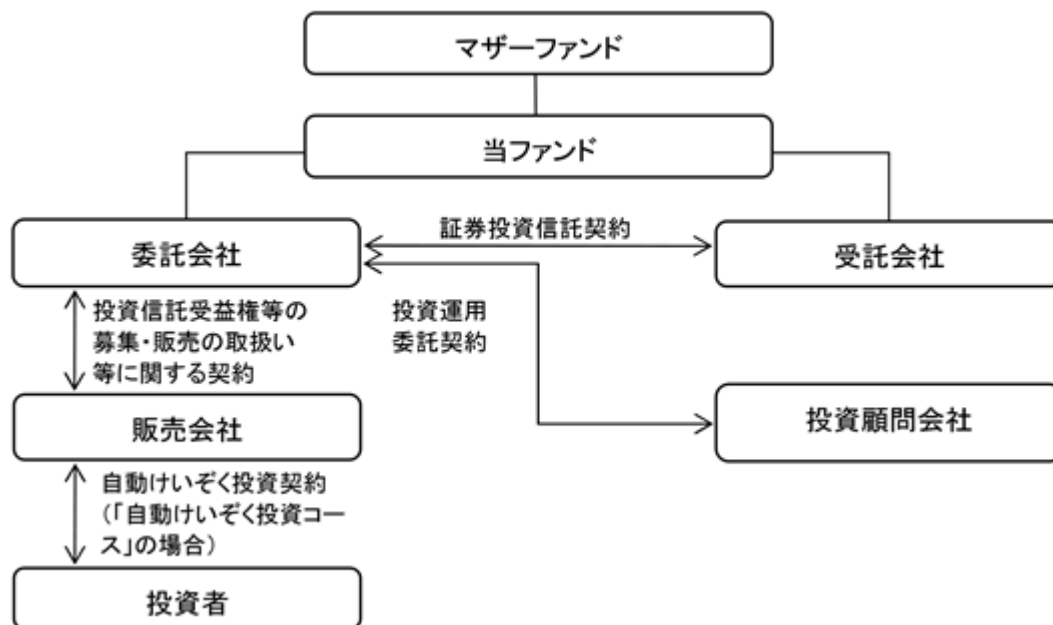 マザーファンド
当ファンド
証券投資信託契約
委託会社
受託会社
投資信託受益権等の
募集・販売の取扱い
等に関する契約
投資運用
委託契約
販売会社
投資顧問会社
自動けいぞく投資契約
(「自動けいぞく投資コー
ス」の場合)
投資者